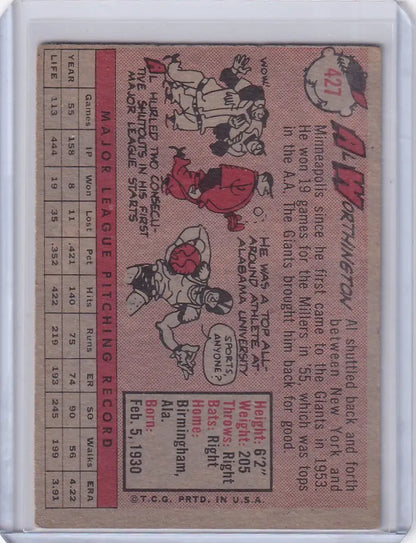 427
AL WORTHINGTON
Al shuttled back and forth
between New York and
Minneapolis since he first came to the Giants in 1953.
He won 19 games for the Millers in '55, which was tops
in the A.A. The Giants brought him back for good.
WOW!
AL HURLED TWO CONSECU-
TIVE SHUTOUTS IN HIS FIRST
MAJOR LEAGUE STARTS
HE WAS A TOP ALL-
AROUND ATHLETE AT
ALABAMA UNIVERSITY
SPORTS,
ANYONE?
Height: 6'2"
Weight: 205
Throws: Right
Bats: Right
Home:
Birmingham,
Ala.
Born:
Feb. 5, 1930
©T.C.G. PRTD. IN U.S.A.
MAJOR LEAGUE PITCHING RECORD
Games IP Won Lost Pct Hits Runs ER SO Walks ERA
YEAR 55 158 8 11 .421 140 75 74 90 56 4.22
LIFE 113 444 19 35 .352 422 219 193 245 199 3.91